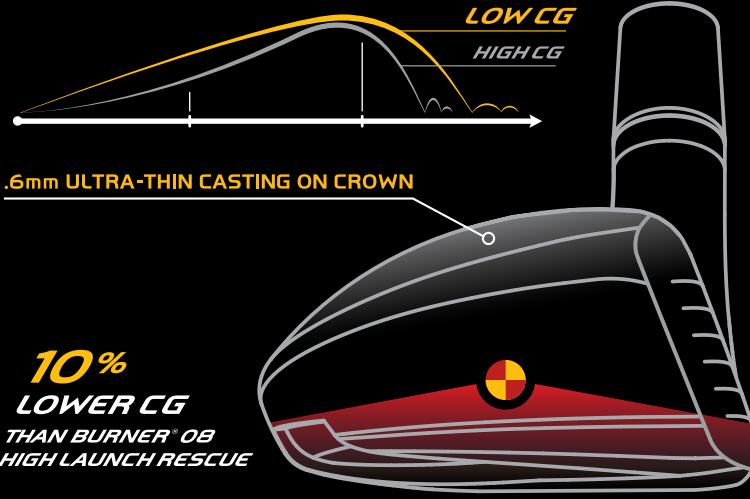 LOW CG
HIGH CG
.6mm ULTRA-THIN CASTING ON CROWN
10%
LOWER CG
THAN BURNER® 08
HIGH LAUNCH RESCUE